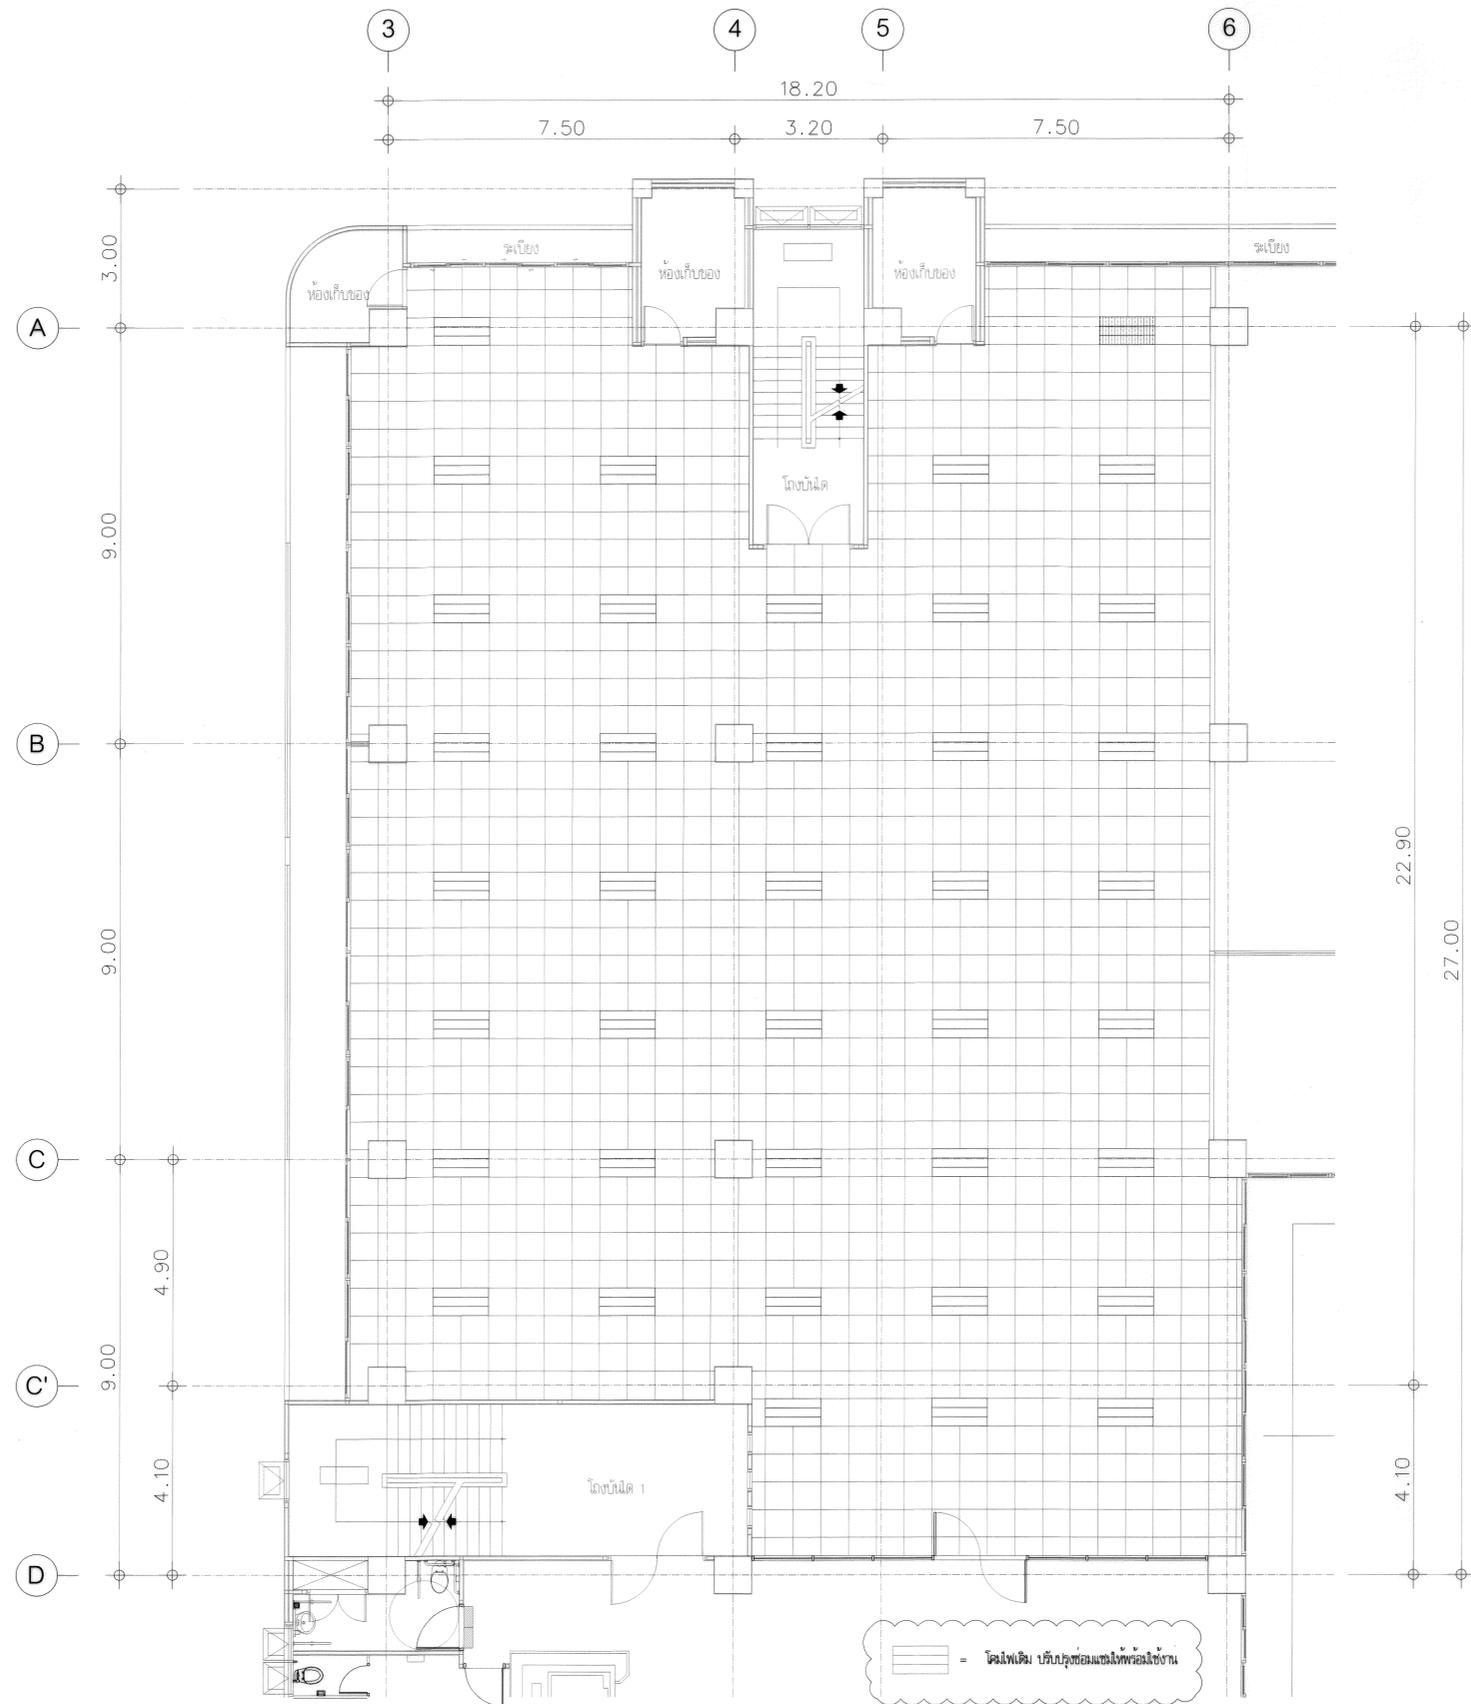 3 4 5 6
18.20
7.50 3.20 7.50
3.00
ระเบียง
ระเบียง
ห้องเก็บของ
ห้องเก็บของ
ห้องเก็บของ
A
โถงบันได
9.00
B
22.90
27.00
9.00
C
4.90
9.00
C'
4.10
4.10
โถงบันได 1
D
= โคมไฟเดิม ปรับปรุงซ่อมแซมให้พร้อมใช้งาน